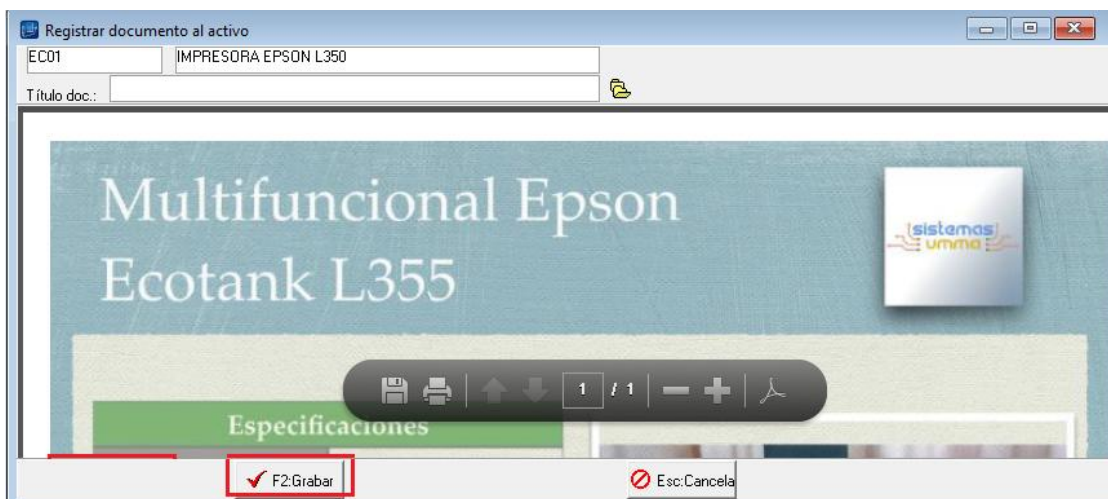 Registrar documento al activo
EC01 IMPRESORA EPSON L350
Título doc.:
Multifuncional Epson
Ecotank L355
sistemas
umma
1 / 1
Especificaciones
F2:Grabar
Esc:Cancela